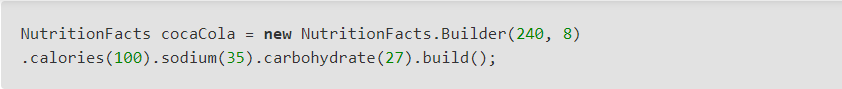 NutritionFacts cocaCola = new NutritionFacts.Builder(240, 8)
.calories(100).sodium(35).carbohydrate(27).build();